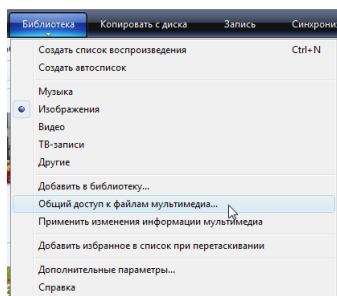 Библиотека Копировать с диска Запись Синхрони
Создать список воспроизведения Ctrl+N
Создать автосписок
Музыка
Изображения
Видео
ТВ-записи
Другие
Добавить в библиотеку...
Общий доступ к файлам мультимедиа...
Применить изменения информации мультимедиа
Добавить избранное в список при перетаскивании
Дополнительные параметры...
Справка